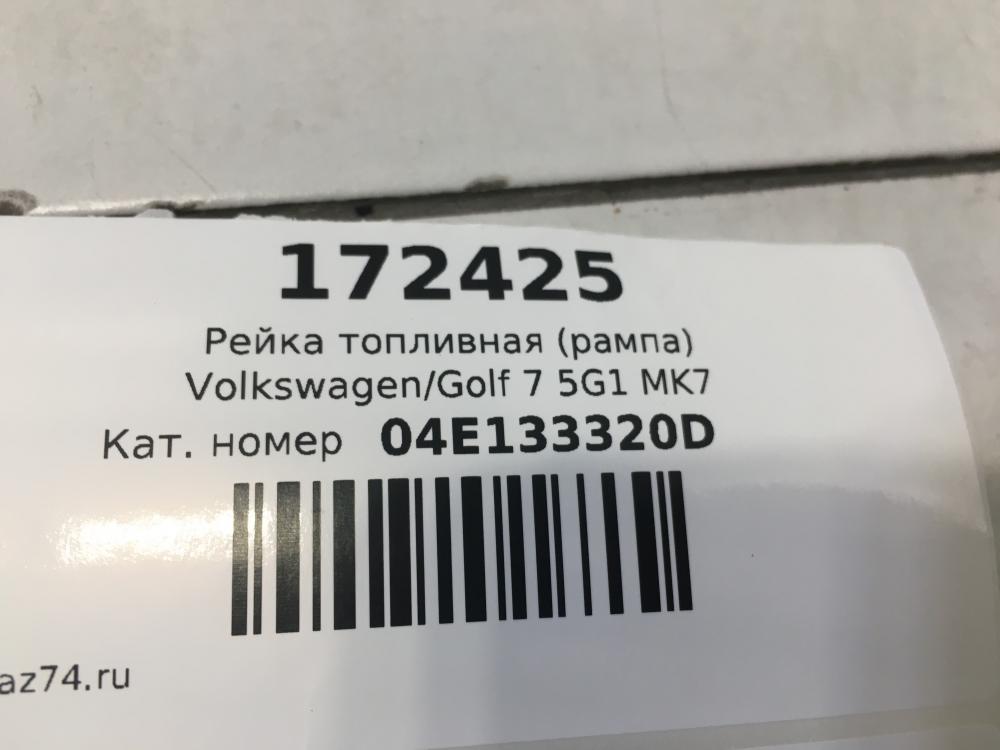 172425
Рейка топливная (рампа)
Volkswagen/Golf 7 5G1 MK7
Кат. номер 04E133320D
az74.ru